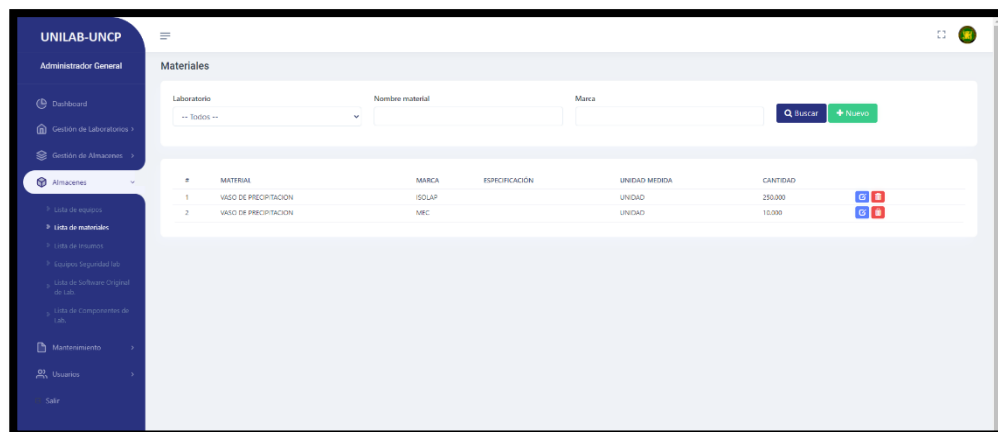 UNILAB-UNCP
Administrador General
Dashboard
Gestión de Laboratorios
Gestión de Almacenes
Almacenes
Lista de equipos
Lista de materiales
Lista de Insumos
Equipos Seguridad lab
Lista de Software Original
de Lab
Lista de Componentes de
Lab.
Mantenimiento
Usuarios
Salir
Materiales
Laboratorio
Nombre material
Marca
-- Todos --
Buscar
+ Nuevo
# MATERIAL MARCA ESPECIFICACIÓN UNIDAD MEDIDA CANTIDAD
1 VASO DE PRECIPITACION ISOLAP UNIDAD 250.000
2 VASO DE PRECIPITACION MEC UNIDAD 10.000